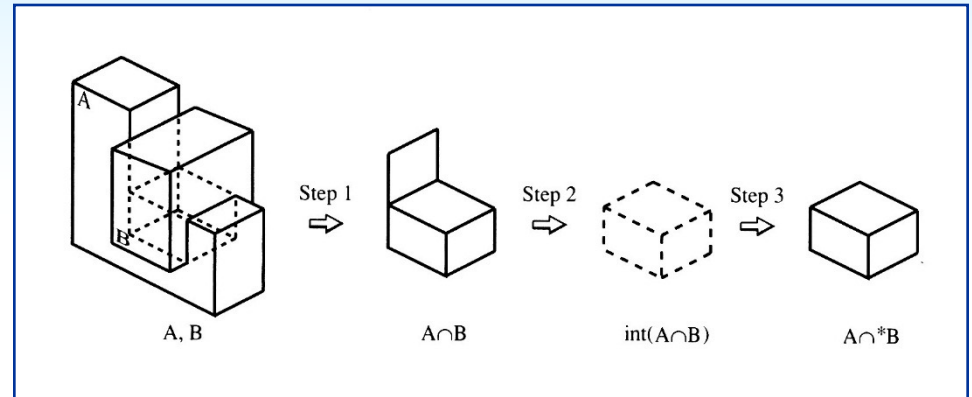 A
B
Step 1
Step 2
Step 3
A, B
A∩B
int(A∩B)
A∩*B